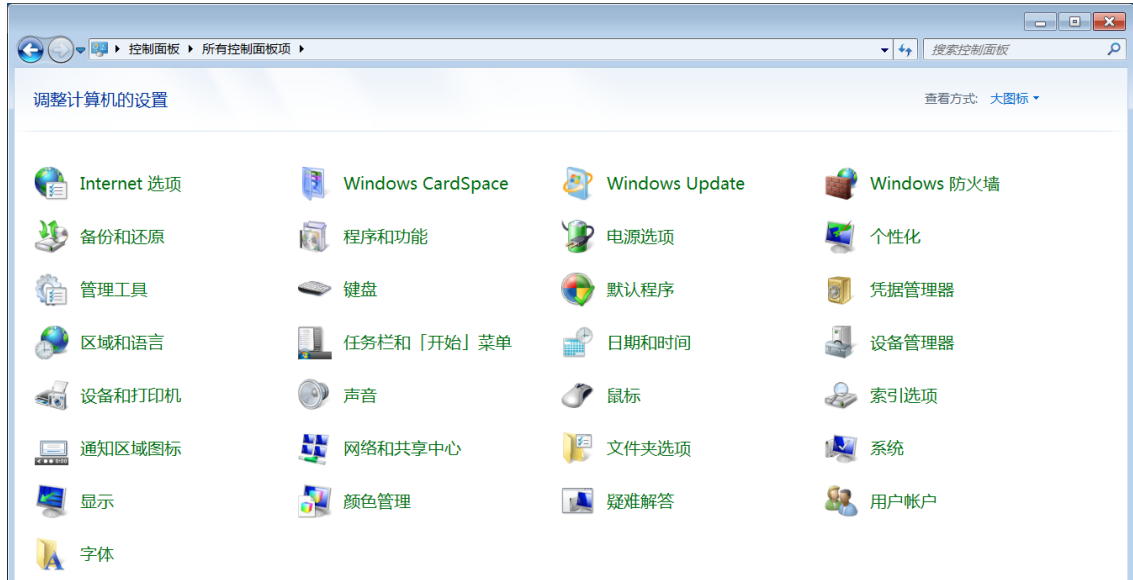 控制面板 所有控制面板项 搜索控制面板
调整计算机的设置 查看方式: 大图标
Internet 选项 Windows CardSpace Windows Update Windows 防火墙
备份和还原 程序和功能 电源选项 个性化
管理工具 键盘 默认程序 凭据管理器
区域和语言 任务栏和「开始」菜单 日期和时间 设备管理器
设备和打印机 声音 鼠标 索引选项
通知区域图标 网络和共享中心 文件夹选项 系统
显示 颜色管理 疑难解答 用户帐户
字体